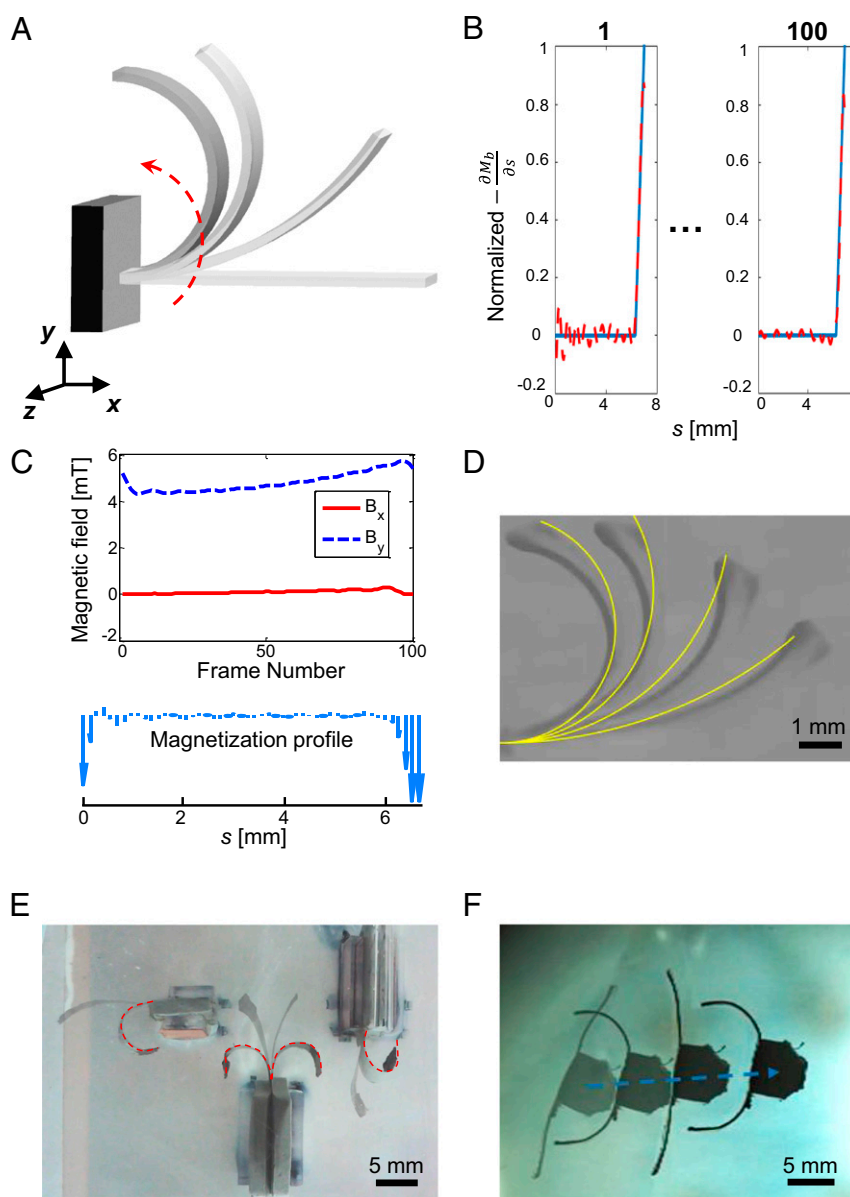 A
y
z
x
B
1
100
Normalized − ∂M_b/∂s
1
0.8
0.6
0.4
0.2
0
-0.2
0
4
8
...
1
0.8
0.6
0.4
0.2
0
-0.2
0
4
s [mm]
C
Magnetic field [mT]
6
4
2
0
-2
B_x
B_y
0
50
100
Frame Number
Magnetization profile
0
2
4
6
s [mm]
D
1 mm
E
5 mm
F
5 mm